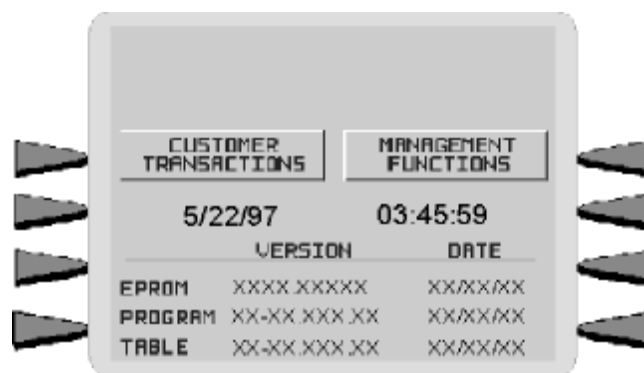 CUSTOMER TRANSACTIONS
MANAGEMENT FUNCTIONS
5/22/97 03:45:59
VERSION DATE
EPROM XXXX.XXXXX XX/XX/XX
PROGRAM XX-XX.XXX.XX XX/XX/XX
TABLE XX-XX.XXX.XX XX/XX/XX